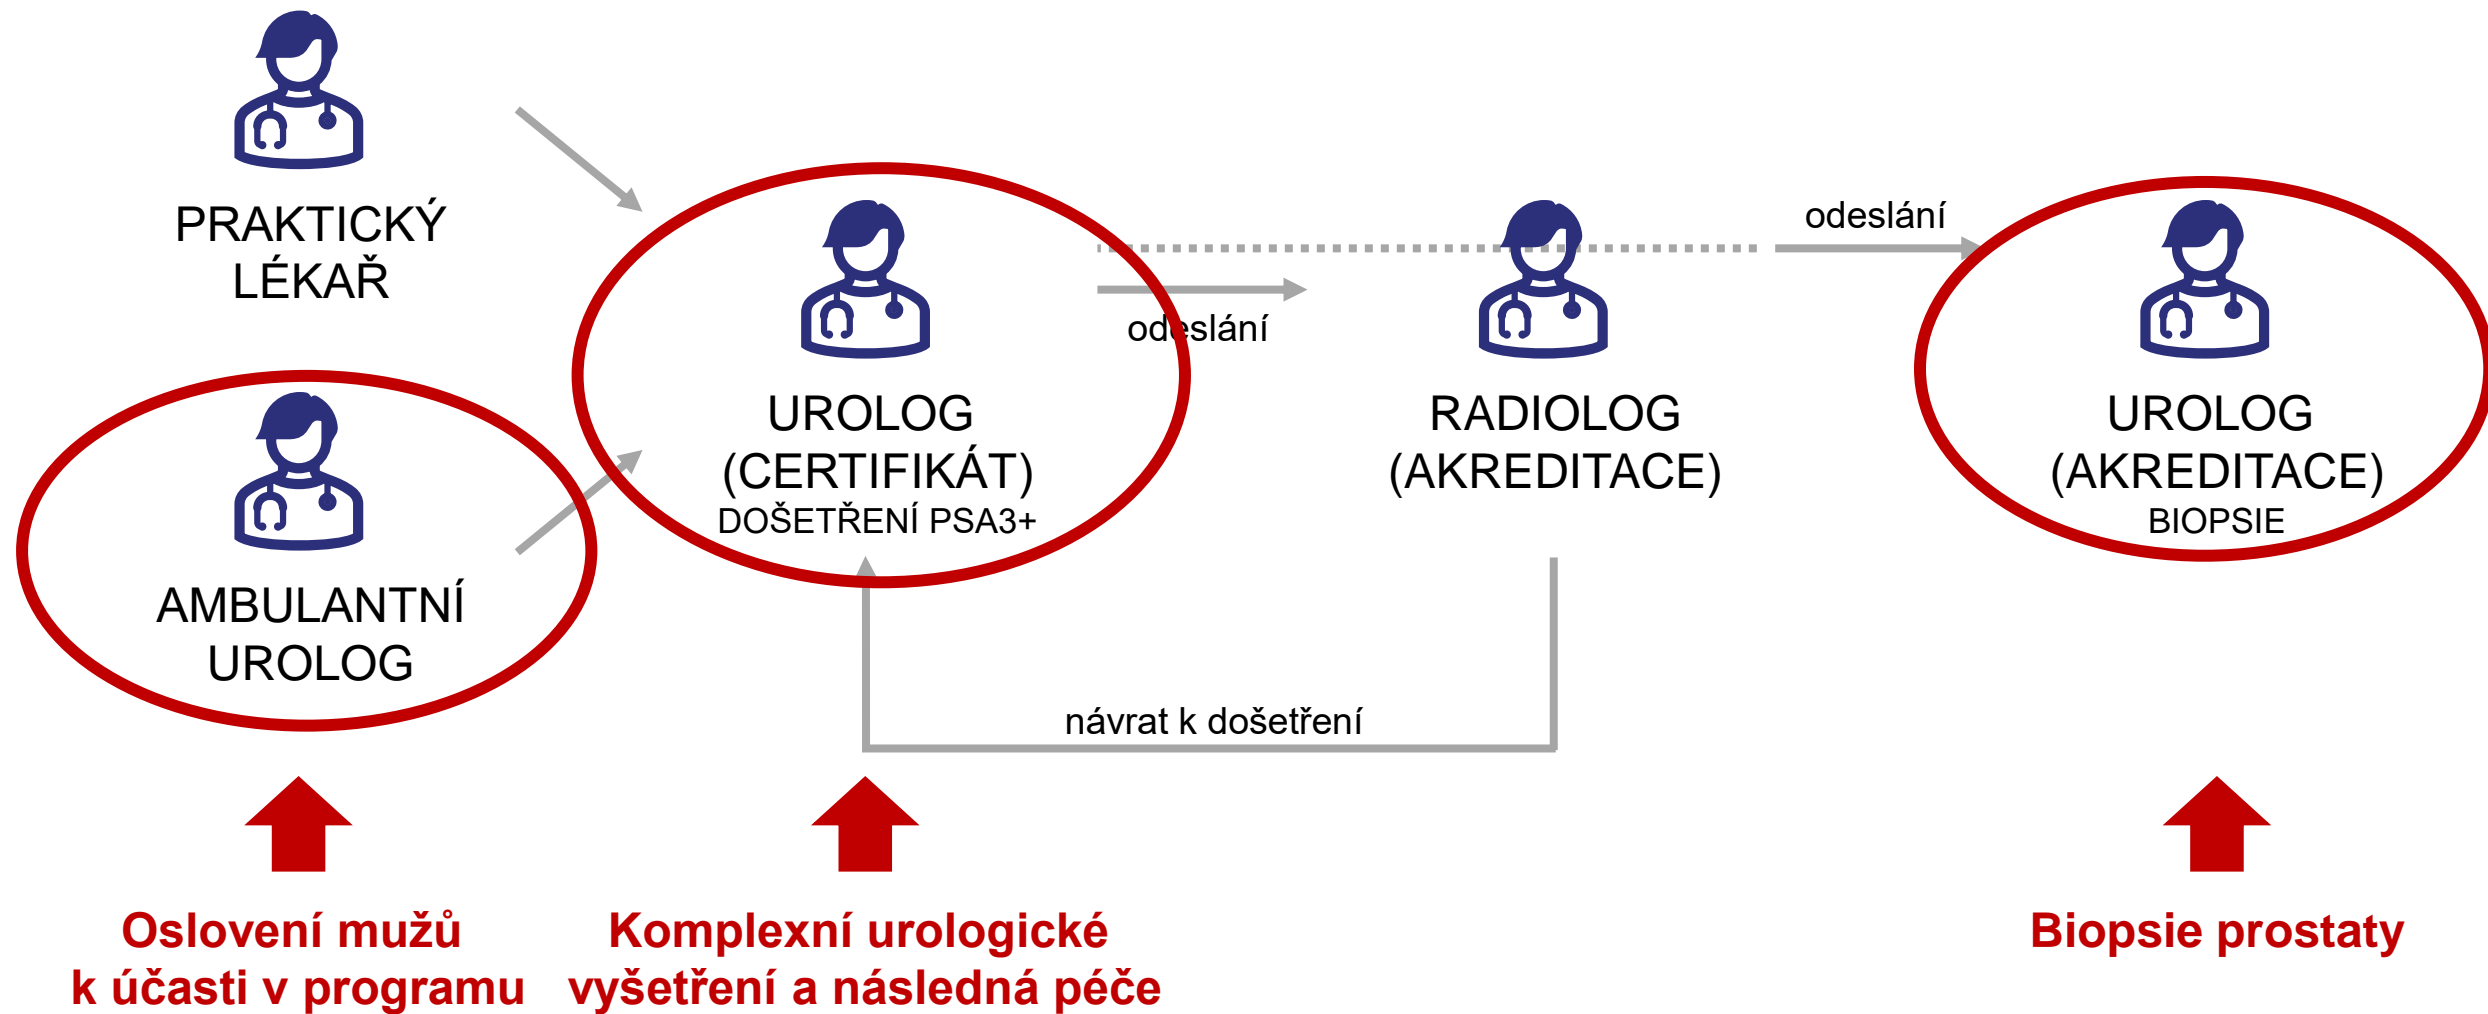 PRAKTICKÝ
LÉKAŘ
AMBULANTNÍ
UROLOG
UROLOG
(CERTIFIKÁT)
DOŠETŘENÍ PSA3+
odeslání
RADIOLOG
(AKREDITACE)
odeslání
UROLOG
(AKREDITACE)
BIOPSIE
návrat k došetření
Oslovení mužů
k účasti v programu
Komplexní urologické
vyšetření a následná péče
Biopsie prostaty